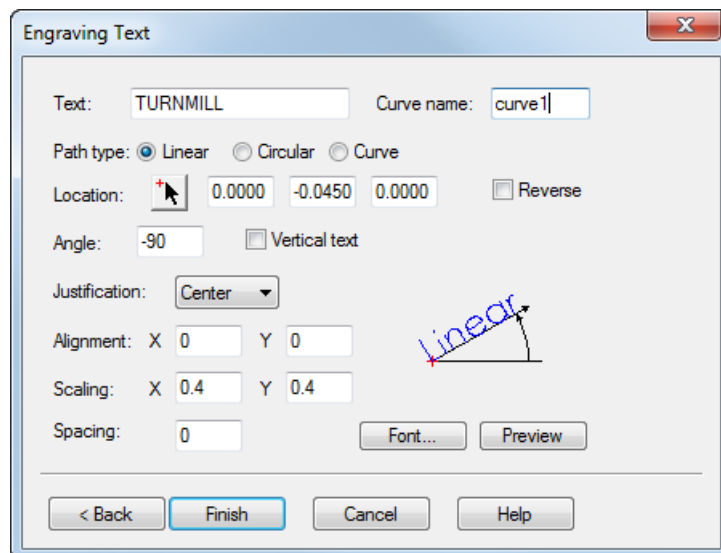 Engraving Text
Text: TURNMILL Curve name: curve1
Path type: Linear Circular Curve
Location: 0.0000 -0.0450 0.0000 Reverse
Angle: -90 Vertical text
Justification: Center
Linear
Alignment: X 0 Y 0
Scaling: X 0.4 Y 0.4
Spacing: 0 Font... Preview
< Back Finish Cancel Help